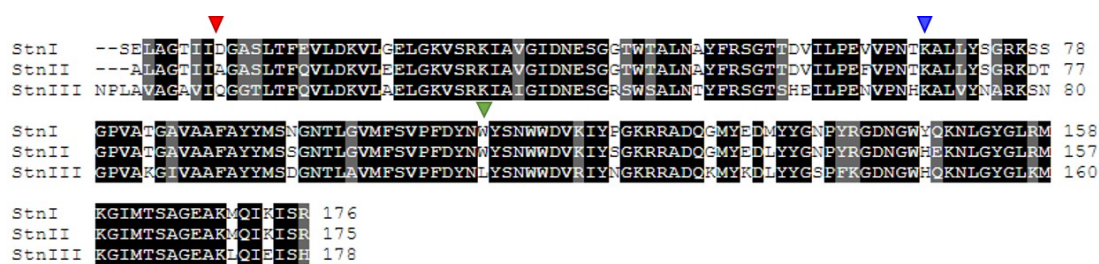 StnI --SELAGTIIDGASLTFEVLDKVLGELGKVSRKIAVGIDNESGGTWTALNAYFRSGTTDVILPEVVPNTKALLYSGRKSS 78
StnII ---ALAGTIIAGASLTFQVLDKVLEELGKVSRKIAVGIDNESGGTWTALNAYFRSGTTDVILPEFVPNTKALLYSGRKDT 77
StnIII NPLAVAGAVIQGGTLTFQVLDKVLAELGKVSRKIAIGIDNESGRSWSALNTYFRSGTSHEILPENVPNHKALVYNARKSN 80
StnI GPVATGAVAAFAYYMSNGNTLGVMFSVPFDYNWYSNWWDVKIYPGKRRADQGMYEDMYYGNPYRGDNGWYQKNLGYGLRM 158
StnII GPVATGAVAAFAYYMSSGNTLGVMFSVPFDYNWYSNWWDVKIYSGKRRADQGMYEDLYYGNPYRGDNGWHEKNLGYGLRM 157
StnIII GPVAKGIVAAFAYYMSDGNTLAVMFSVPFDYNLYSNWWDVRIYNGKRRADQKMYKDLYYGSPFKGDNGWHQKNLGYGLKM 160
StnI KGIMTSAGEAKMQIKISR 176
StnII KGIMTSAGEAKMQIKISR 175
StnIII KGIMTSAGEAKLQIEISH 178